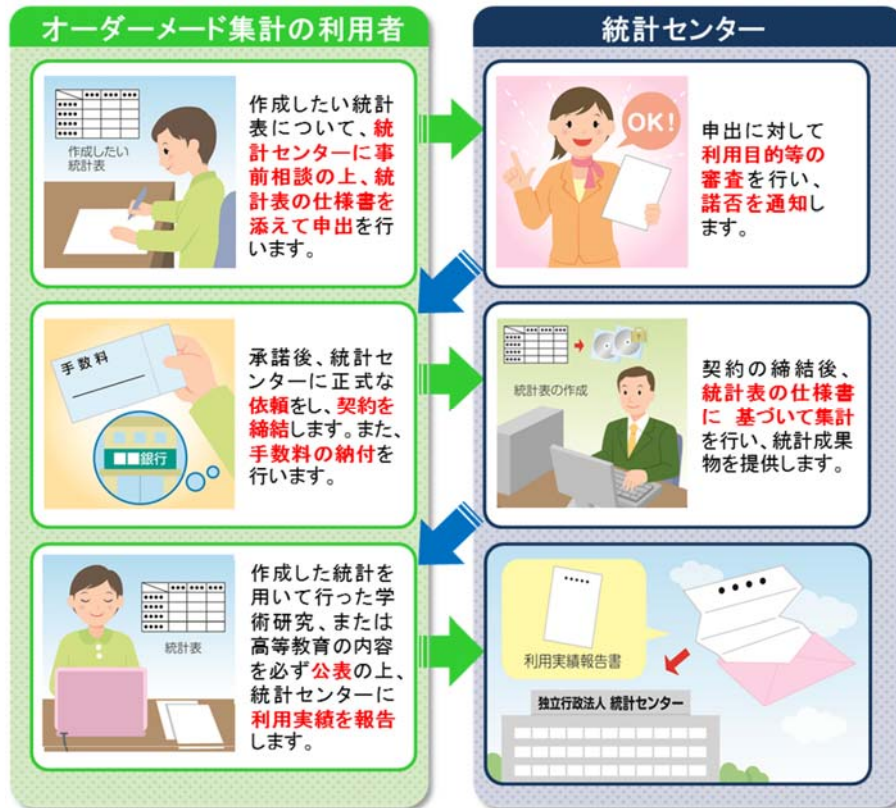 オーダーメード集計の利用者
統計センター
作成したい
統計表
作成したい統計
表について、統
計センターに事
前相談の上、統
計表の仕様書を
添えて申出を行
います。
OK!
申出に対して
利用目的等の
審査を行い、
諾否を通知し
ます。
手数料
■■銀行
承諾後、統計セ
ンターに正式な
依頼をし、契約を
締結します。また、
手数料の納付を
行います。
統計表の作成
契約の締結後、
統計表の仕様書
に 基づいて集計
を行い、統計成果
物を提供します。
統計表
作成した統計を
用いて行った学
術研究、または
高等教育の内容
を必ず公表の上、
統計センターに
利用実績を報告
します。
利用実績報告書
独立行政法人 統計センター